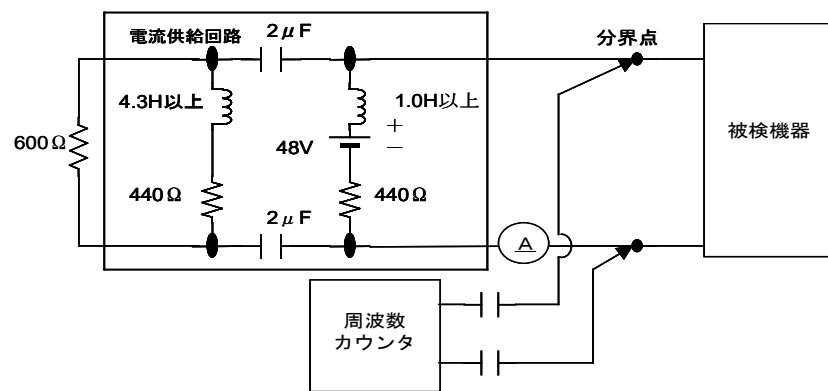 電流供給回路
2μF
分界点
4.3H以上
1.0H以上
+
−
600Ω
48V
被検機器
440Ω
440Ω
2μF
A
周波数
カウンタ